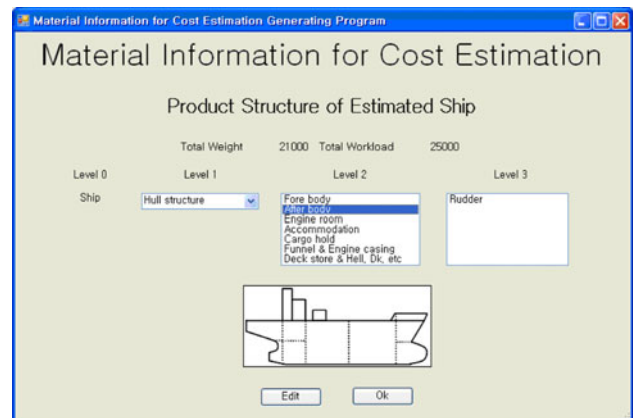 Material Information for Cost Estimation Generating Program
Material Information for Cost Estimation
Product Structure of Estimated Ship
Total Weight 21000 Total Workload 25000
Level 0 Level 1 Level 2 Level 3
Ship Hull structure Fore body Rudder
After body
Engine room
Accommodation
Cargo hold
Funnel & Engine casing
Deck store & Hell, Dk, etc
Edit Ok